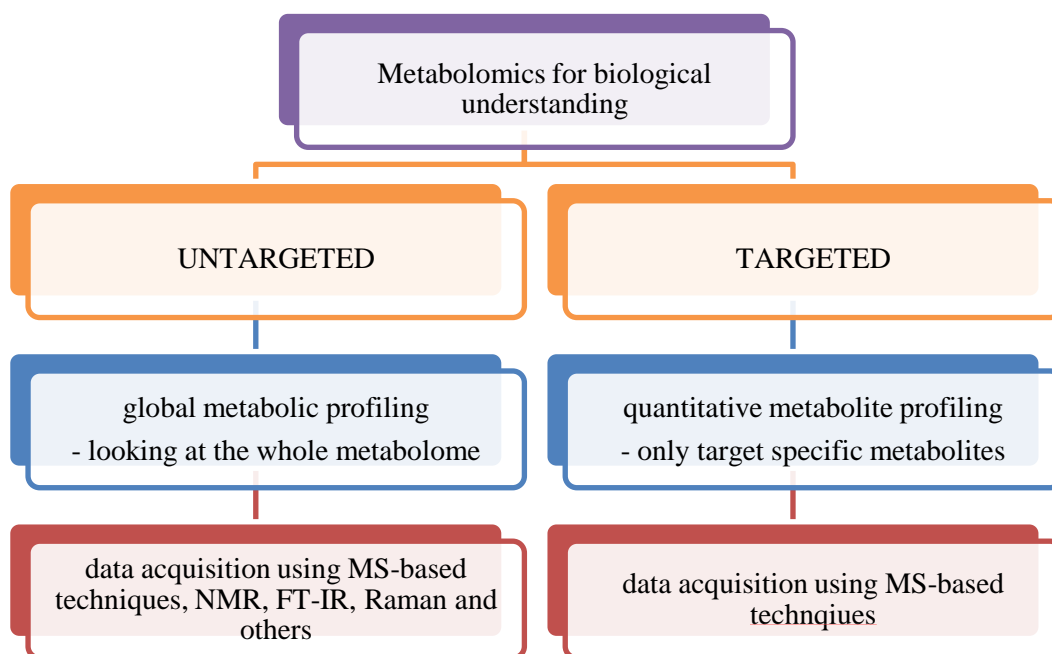 Metabolomics for biological
understanding
UNTARGETED
TARGETED
global metabolic profiling
- looking at the whole metabolome
quantitative metabolite profiling
- only target specific metabolites
data acquisition using MS-based
techniques, NMR, FT-IR, Raman and
others
data acquisition using MS-based
technqiues